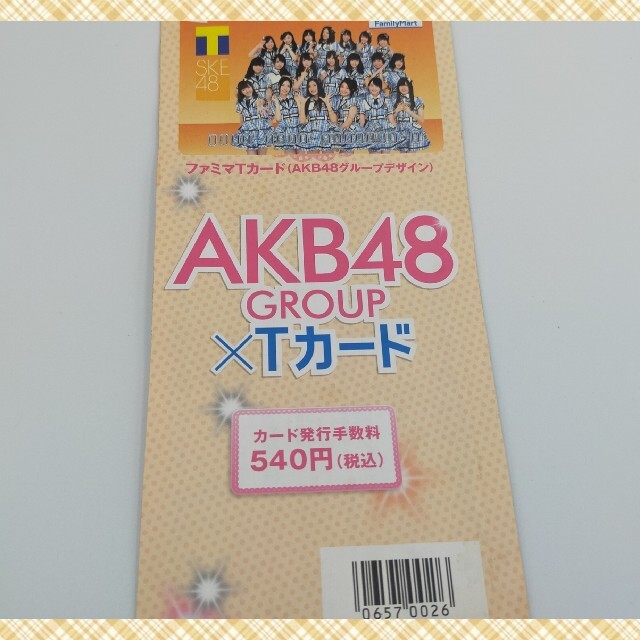 FamilyMart
T
SKE
48
ファミマTカード(AKB48グループデザイン)
AKB48
GROUP
×Tカード
カード発行手数料
540円(税込)
0657 0026